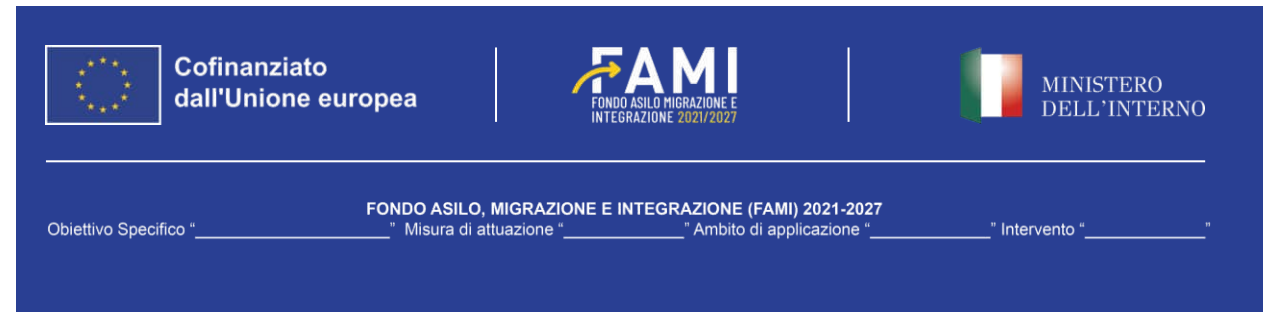 Cofinanziato
dall'Unione europea
FAMI
FONDO ASILO MIGRAZIONE E
INTEGRAZIONE 2021/2027
MINISTERO
DELL'INTERNO
FONDO ASILO, MIGRAZIONE E INTEGRAZIONE (FAMI) 2021-2027
Obiettivo Specifico “____________________” Misura di attuazione “____________” Ambito di applicazione “____________” Intervento “____________”